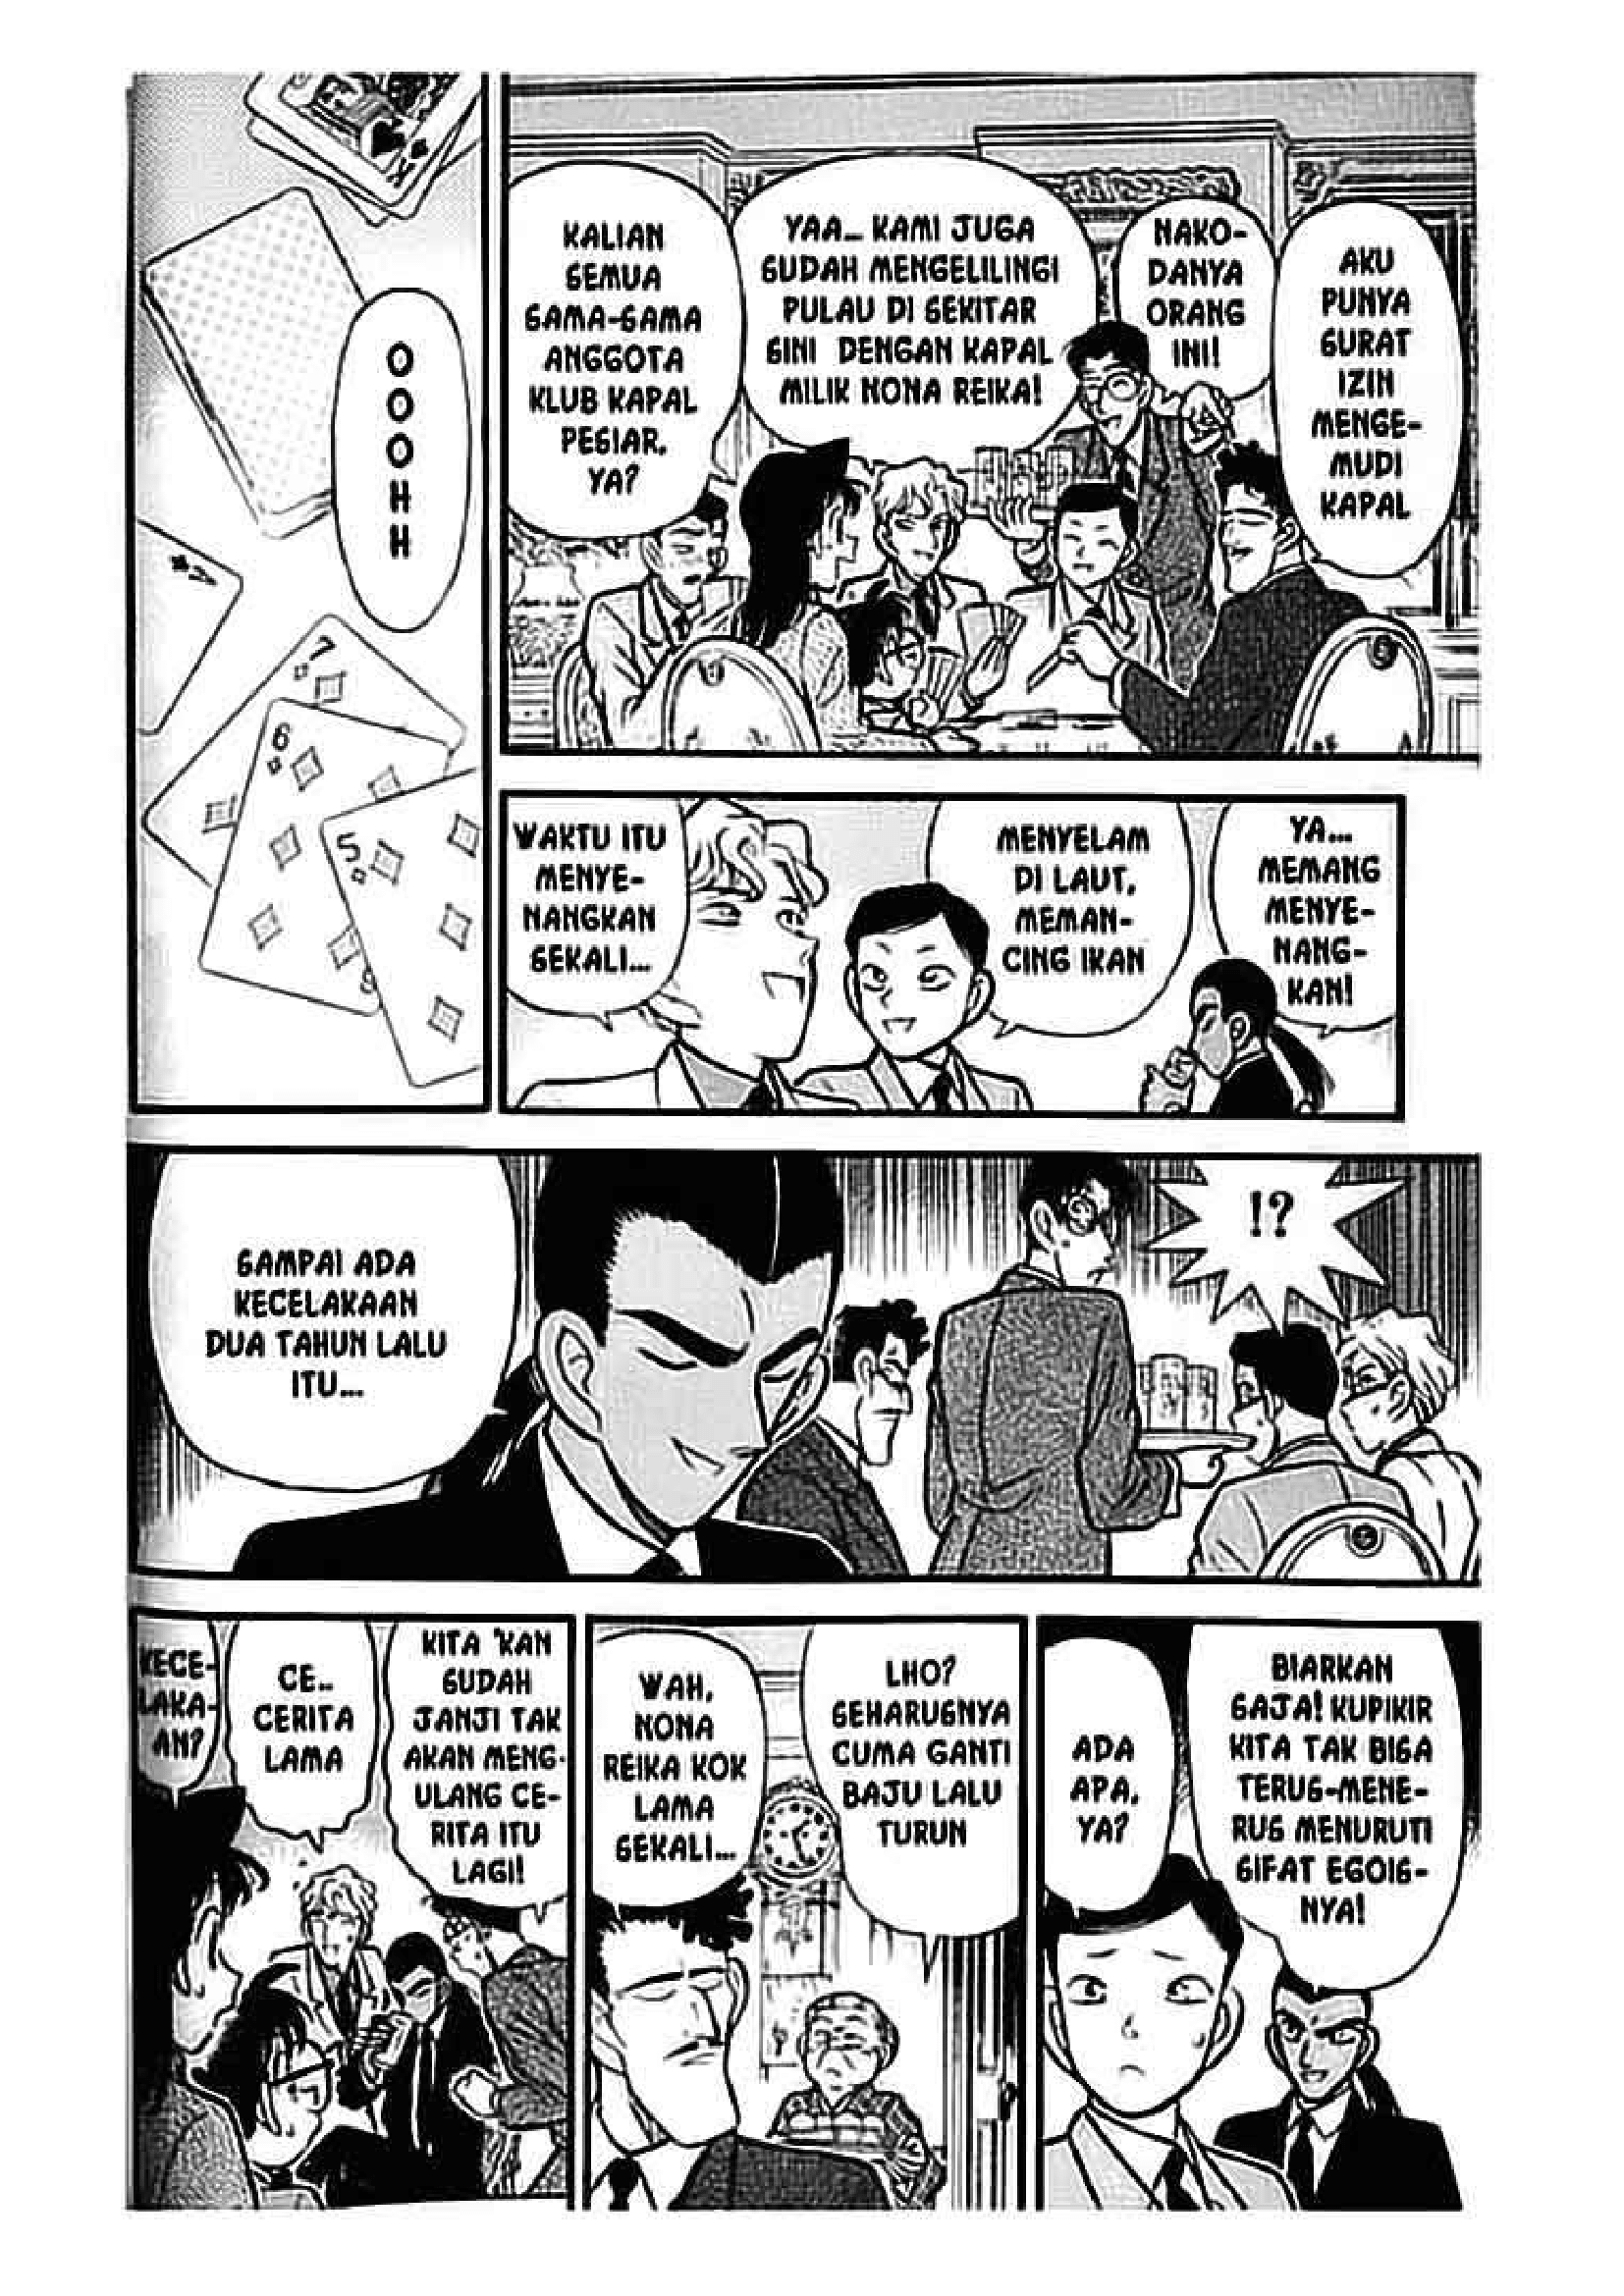 O
O
O
H
H
7
6
5
KALIAN
SEMUA
SAMA-SAMA
ANGGOTA
KLUB KAPAL
PESIAR,
YA?
YAA... KAMI JUGA
SUDAH MENGELILINGI
PULAU DI SEKITAR
SINI DENGAN KAPAL
MILIK NONA REIKA!
NAKO-
DANYA
ORANG
INI!
AKU
PUNYA
SURAT
IZIN
MENGE-
MUDI
KAPAL
WAKTU ITU
MENYE-
NANGKAN
SEKALI...
MENYELAM
DI LAUT,
MEMAN-
CING IKAN
YA...
MEMANG
MENYE-
NANG-
KAN!
SAMPAI ADA
KECELAKAAN
DUA TAHUN LALU
ITU...
!?
KECE-
LAKA-
AN?
CE..
CERITA
LAMA
KITA 'KAN
SUDAH
JANJI TAK
AKAN MENG-
ULANG CE-
RITA ITU
LAGI!
WAH,
NONA
REIKA KOK
LAMA
SEKALI...
LHO?
SEHARUSNYA
CUMA GANTI
BAJU LALU
TURUN
ADA
APA,
YA?
BIARKAN
SAJA! KUPIKIR
KITA TAK BISA
TERUS-MENE-
RUS MENURUTI
SIFAT EGOIS-
NYA!